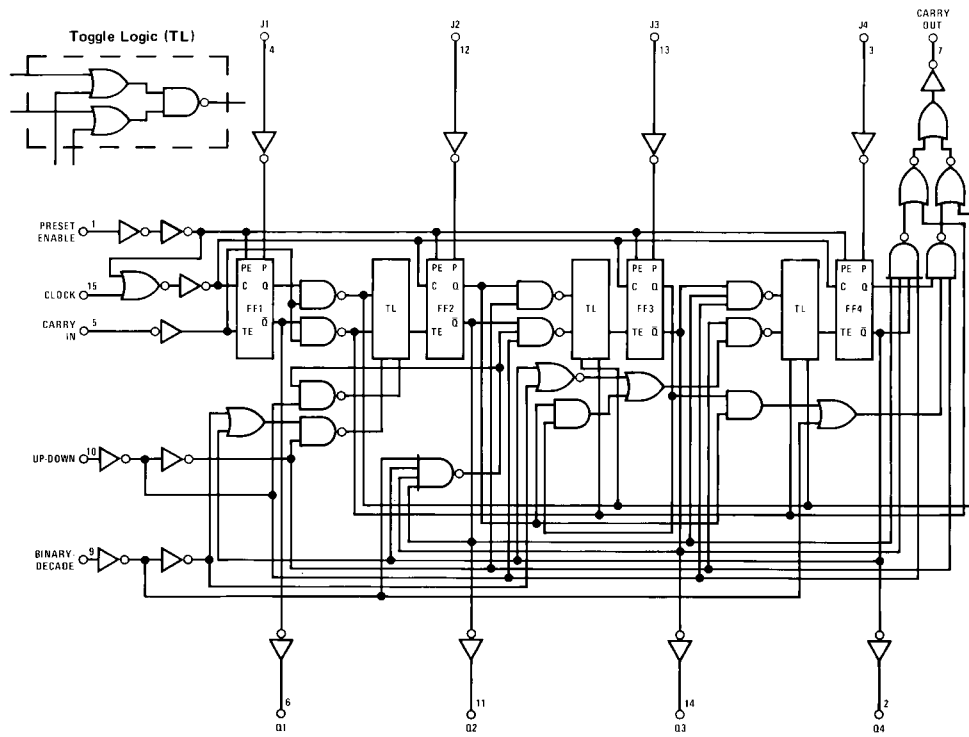 CARRY
OUT
J1
J2
J3
J4
4
12
13
3
7
Toggle Logic (TL)
PRESET
ENABLE
1
CLOCK
15
CARRY
IN
5
UP-DOWN
10
BINARY-
DECADE
9
PE P
C Q
FF1
TE Q̅
TL
PE P
C Q
FF2
TE Q̅
TL
PE P
C Q
FF3
TE Q̅
TL
PE P
C Q
FF4
TE Q̅
6
11
14
2
Q1
Q2
Q3
Q4